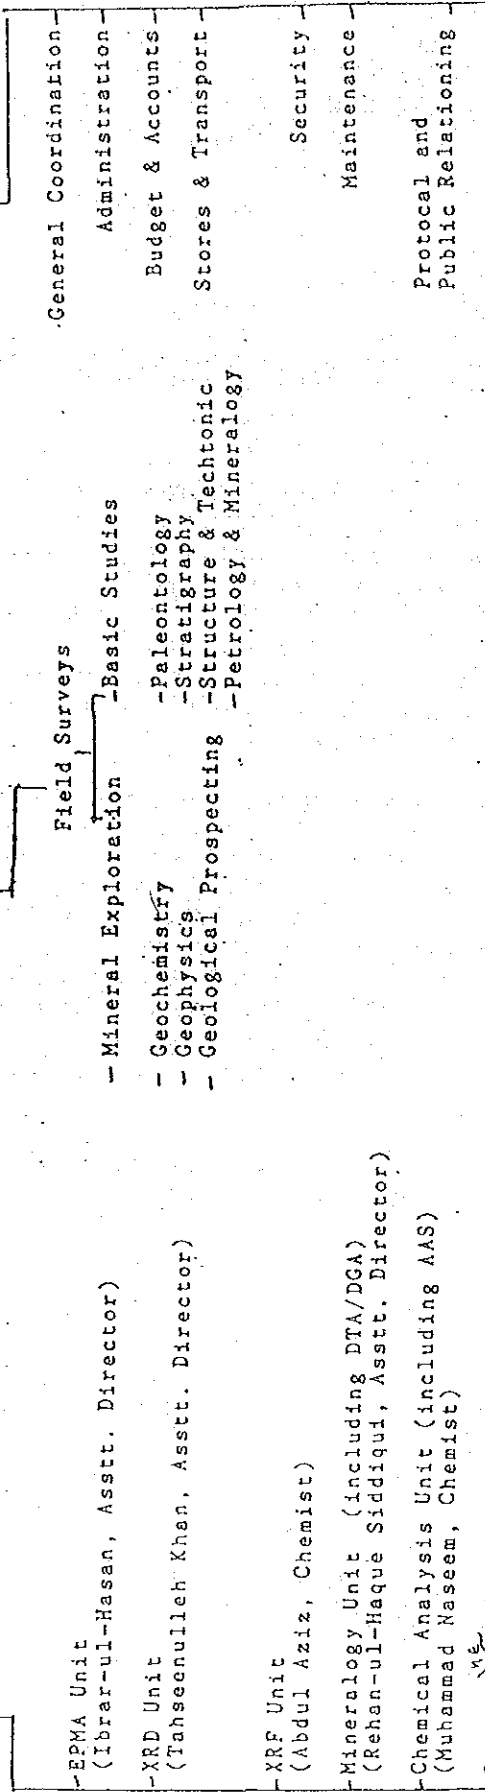 -EPMA Unit
(Ibrar-ul-Hasan, Asstt. Director)
-XRD Unit
(Tahseenulleh Khan, Asstt. Director)
XRF Unit
(Abdul Aziz, Chemist)
Mineralogy Unit (including DTA/DGA)
(Rehan-ul-Haque Siddiqui, Asstt. Director)
Chemical Analysis Unit (including AAS)
(Muhammad Naseem, Chemist)
Field Surveys
- Mineral Exploration
- Geochemistry
- Geophysics
- Geological Prospecting
-Basic Studies
-Paleontology
-Stratigraphy
-Structure & Techtonic
-Petrology & Mineralogy
General Coordination
Administration
Budget & Accounts
Stores & Transport
Security
Maintenance
Protocal and
Public Relationing